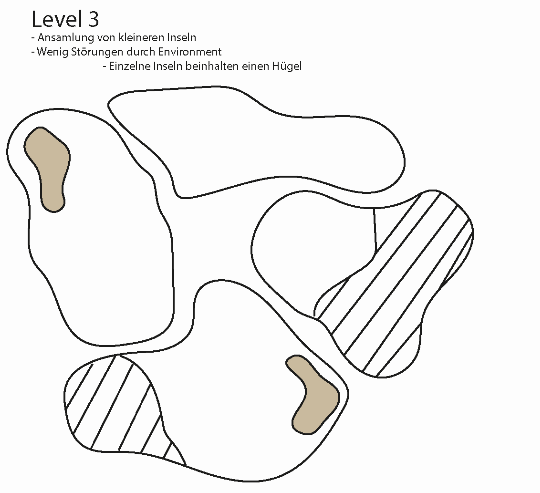 Level 3
- Ansamlung von kleineren Inseln
- Wenig Störungen durch Environment
- Einzelne Inseln beinhalten einen Hügel